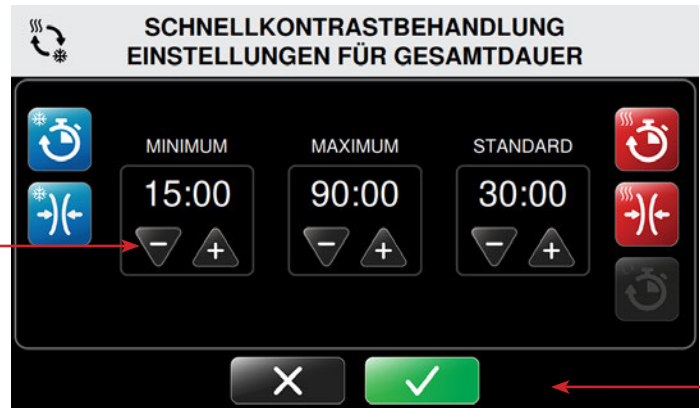 SCHNELLKONTRASTBEHANDLUNG
EINSTELLUNGEN FÜR GESAMTDAUER
MINIMUM MAXIMUM STANDARD
15:00 90:00 30:00